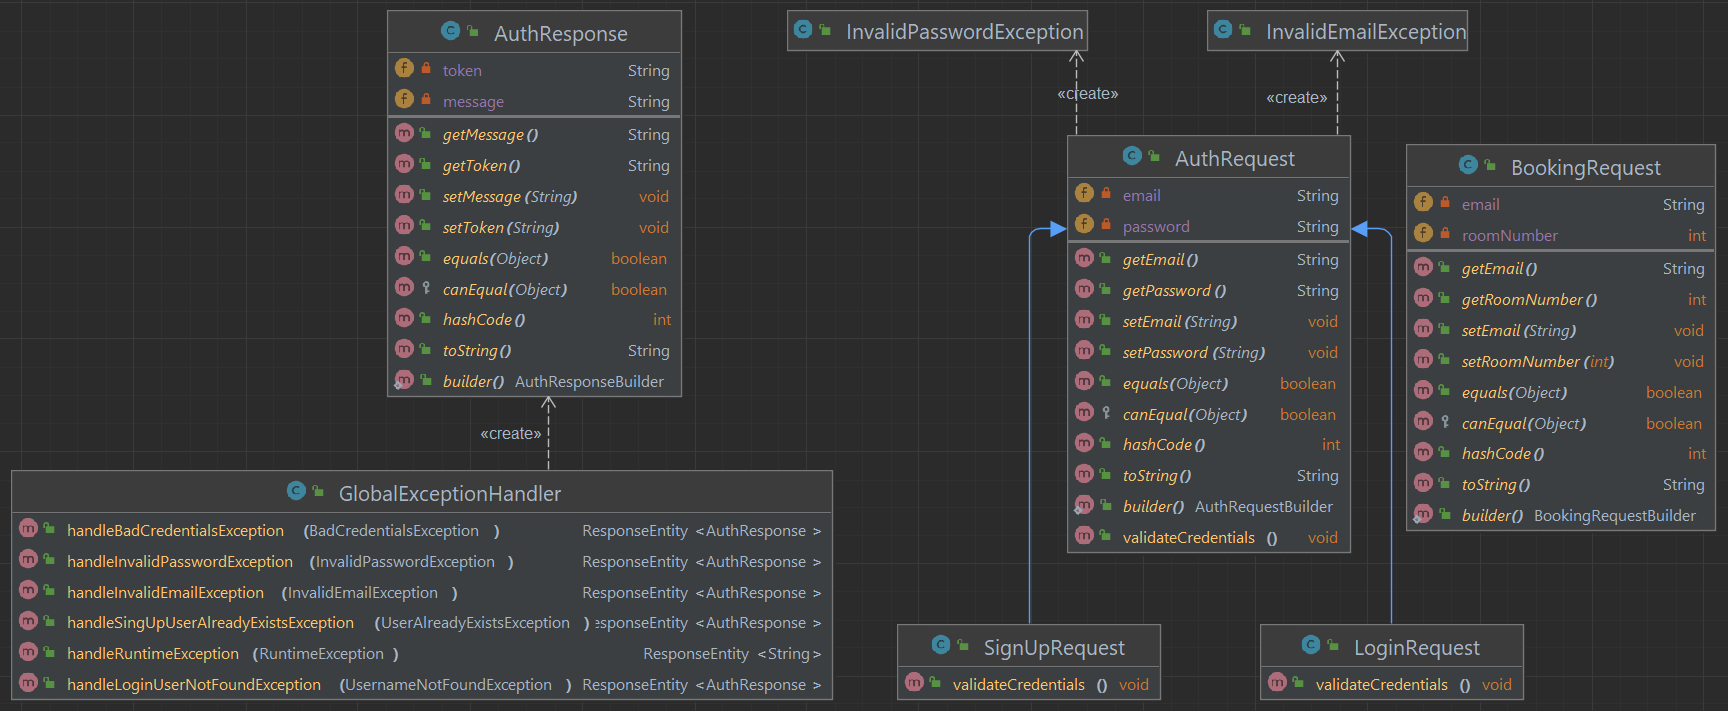 AuthResponse
token String
message String
getMessage() String
getToken() String
setMessage(String) void
setToken(String) void
equals(Object) boolean
canEqual(Object) boolean
hashCode() int
toString() String
builder() AuthResponseBuilder
«create»
GlobalExceptionHandler
handleBadCredentialsException (BadCredentialsException ) ResponseEntity <AuthResponse >
handleInvalidPasswordException (InvalidPasswordException ) ResponseEntity <AuthResponse >
handleInvalidEmailException (InvalidEmailException ) ResponseEntity <AuthResponse >
handleSingUpUserAlreadyExistsException (UserAlreadyExistsException ) esponseEntity <AuthResponse >
handleRuntimeException (RuntimeException ) ResponseEntity <String>
handleLoginUserNotFoundException (UsernameNotFoundException ) ResponseEntity <AuthResponse >
InvalidPasswordException
InvalidEmailException
«create»
«create»
AuthRequest
email String
password String
getEmail() String
getPassword () String
setEmail(String) void
setPassword (String) void
equals(Object) boolean
canEqual(Object) boolean
hashCode() int
toString() String
builder() AuthRequestBuilder
validateCredentials () void
BookingRequest
email String
roomNumber int
getEmail() String
getRoomNumber() int
setEmail(String) void
setRoomNumber(int) void
equals(Object) boolean
canEqual(Object) boolean
hashCode() int
toString() String
builder() BookingRequestBuilder
SignUpRequest
validateCredentials () void
LoginRequest
validateCredentials () void